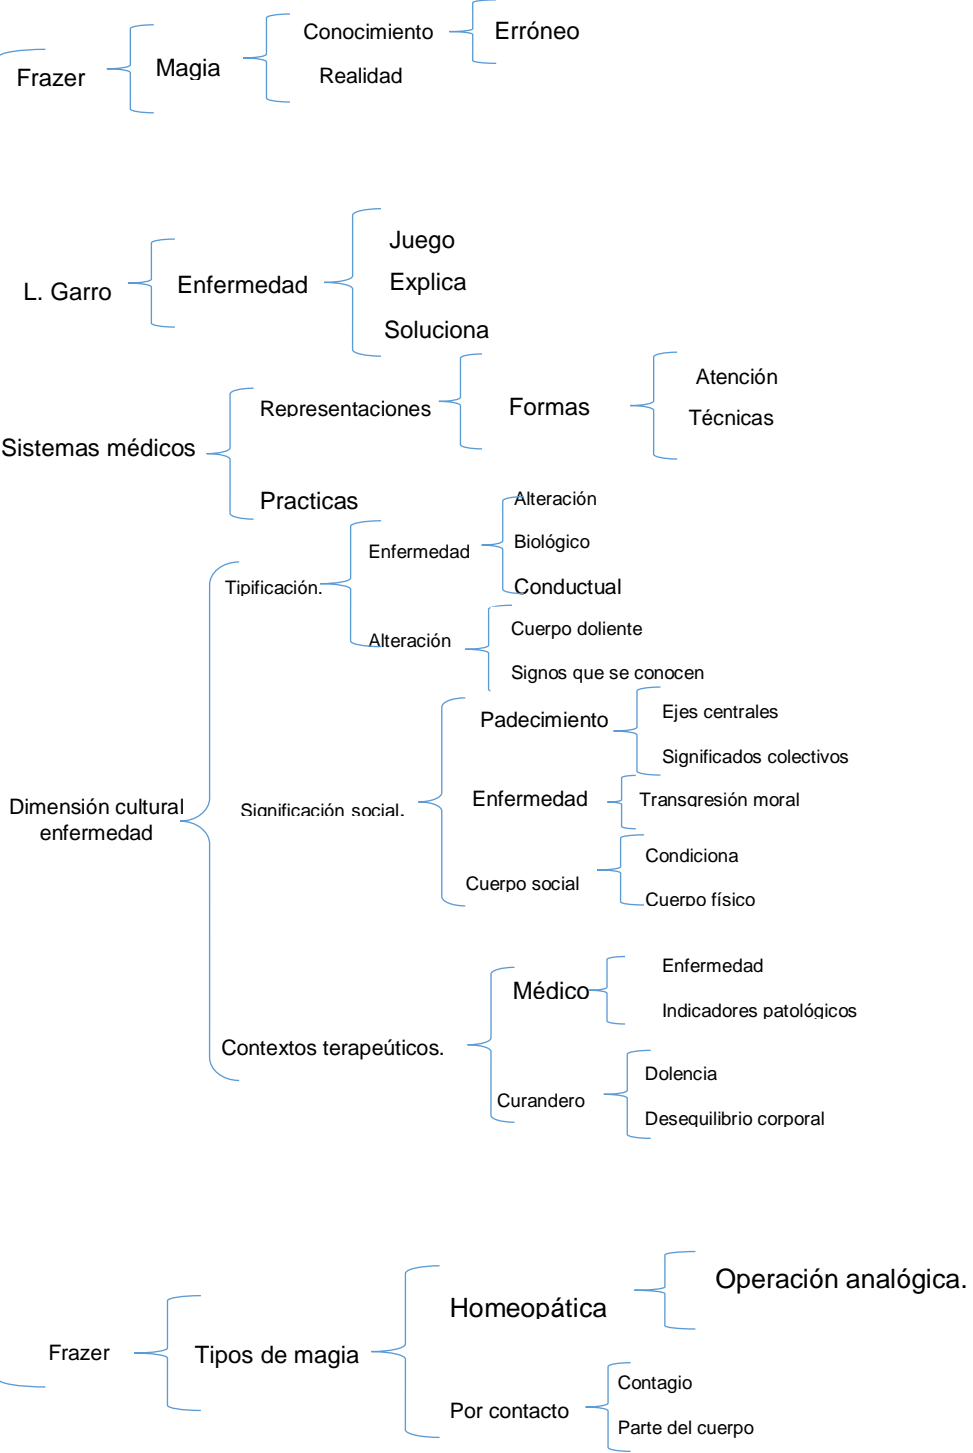 Frazer
Magia
Conocimiento
Realidad
Erróneo
L. Garro
Enfermedad
Juego
Explica
Soluciona
Sistemas médicos
Representaciones
Formas
Atención
Técnicas
Practicas
Dimensión cultural
enfermedad
Tipificación.
Enfermedad
Alteración
Biológico
Conductual
Alteración
Cuerpo doliente
Signos que se conocen
Significación social.
Padecimiento
Ejes centrales
Significados colectivos
Enfermedad
Transgresión moral
Cuerpo social
Condiciona
Cuerpo físico
Contextos terapeúticos.
Médico
Enfermedad
Indicadores patológicos
Curandero
Dolencia
Desequilibrio corporal
Frazer
Tipos de magia
Homeopática
Operación analógica.
Por contacto
Contagio
Parte del cuerpo